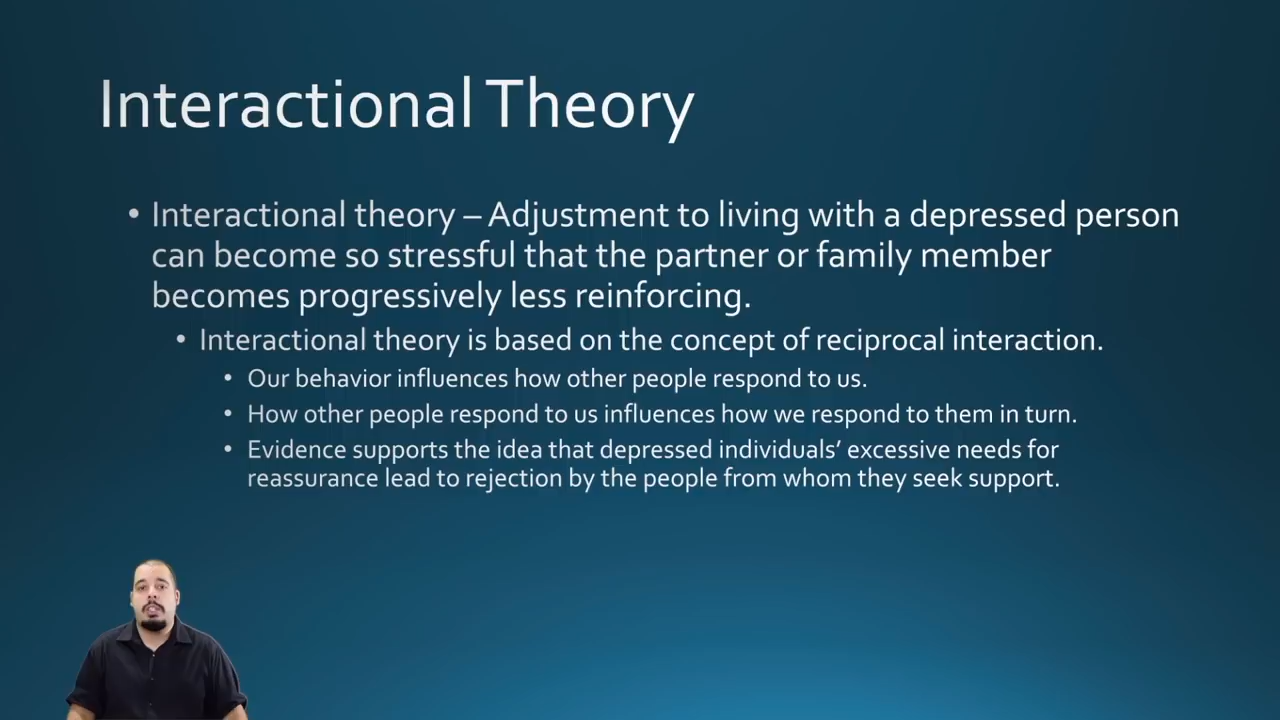 Interactional Theory
• Interactional theory – Adjustment to living with a depressed person
can become so stressful that the partner or family member
becomes progressively less reinforcing.
• Interactional theory is based on the concept of reciprocal interaction.
• Our behavior influences how other people respond to us.
• How other people respond to us influences how we respond to them in turn.
• Evidence supports the idea that depressed individuals’ excessive needs for
reassurance lead to rejection by the people from whom they seek support.